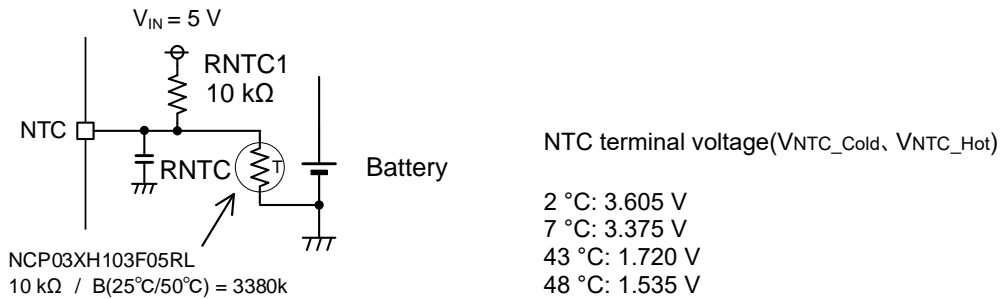 VIN = 5 V
RNTC1
10 kΩ
NTC
RNTC
T
Battery
NCP03XH103F05RL
10 kΩ / B(25°C/50°C) = 3380k
NTC terminal voltage(VNTC_Cold、VNTC_Hot)
2 °C: 3.605 V
7 °C: 3.375 V
43 °C: 1.720 V
48 °C: 1.535 V